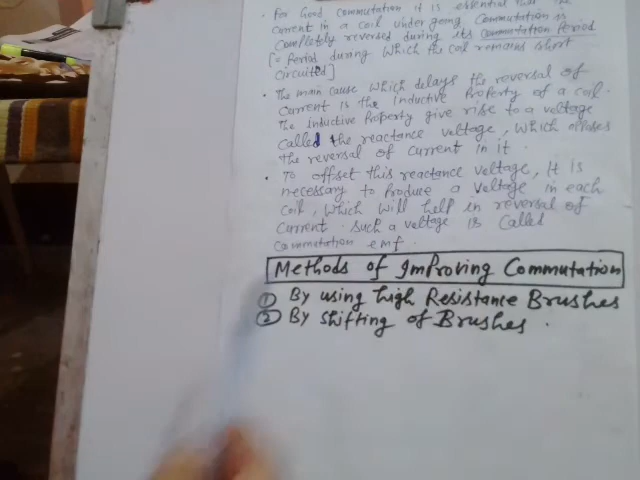 • For Good Commutation it is essential that the
current in a coil under going Commutation is
Completly reversed during its commutation Period
[= Period during Which the coil remains short
circuited]
• The main cause Which delays the reversal of
Current is the Inductive Property of a coil.
The Inductive Property give rise to a voltage
Called the reactance voltage, Which opposes
the reversal of current in it.
• To offset this reactance voltage, It is
necessary to Produce a Voltage in each
Coil, Which Will help in reversal of
Current. Such a voltage is Called
Commutation emf.
Methods of Improving Commutation
① By using high Resistance Brushes
② By Shifting of Brushes.